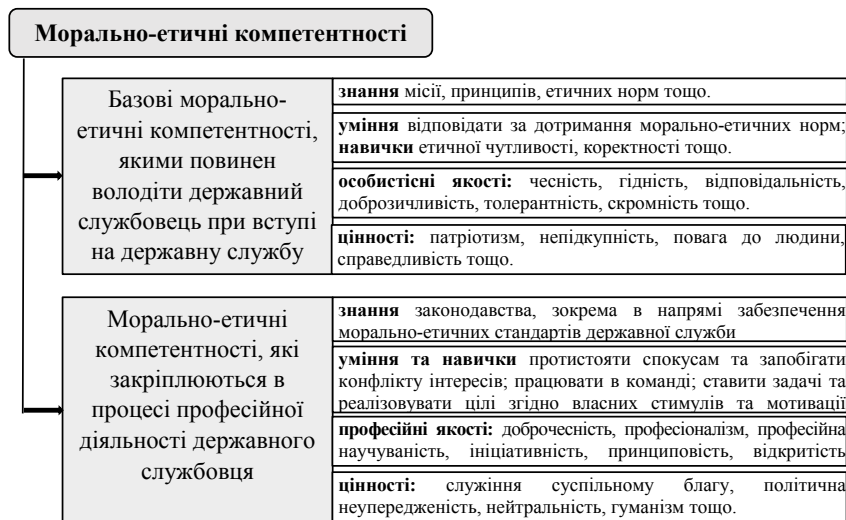 Морально-етичні компетентності
Базові морально-
етичні компетентності,
якими повинен
володіти державний
службовець при вступі
на державну службу
знання місії, принципів, етичних норм тощо.
уміння відповідати за дотримання морально-етичних норм;
навички етичної чутливості, коректності тощо.
особистісні якості: чесність, гідність, відповідальність,
доброзичливість, толерантність, скромність тощо.
цінності: патріотизм, непідкупність, повага до людини,
справедливість тощо.
Морально-етичні
компетентності, які
закріплюються в
процесі професійної
діяльності державного
службовця
знання законодавства, зокрема в напрямі забезпечення
морально-етичних стандартів державної служби
уміння та навички протистояти спокусам та запобігати
конфлікту інтересів; працювати в команді; ставити задачі та
реалізовувати цілі згідно власних стимулів та мотивації
професійні якості: доброчесність, професіоналізм, професійна
научуваність, ініціативність, принциповість, відкритість
цінності: служіння суспільному благу, політична
неупередженість, нейтральність, гуманізм тощо.